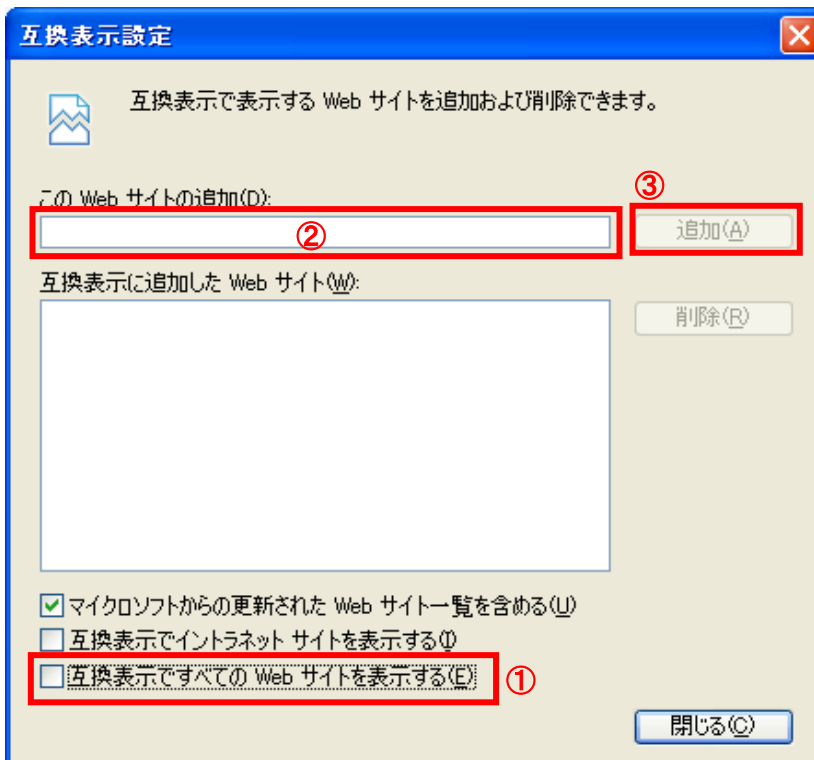 互換表示設定
互換表示で表示する Web サイトを追加および削除できます。
③
この Web サイトの追加(D):
②
追加(A)
互換表示に追加した Web サイト(W):
削除(R)
マイクロソフトからの更新された Web サイト一覧を含める(U)
互換表示でイントラネット サイトを表示する(I)
互換表示ですべての Web サイトを表示する(E)
①
閉じる(C)